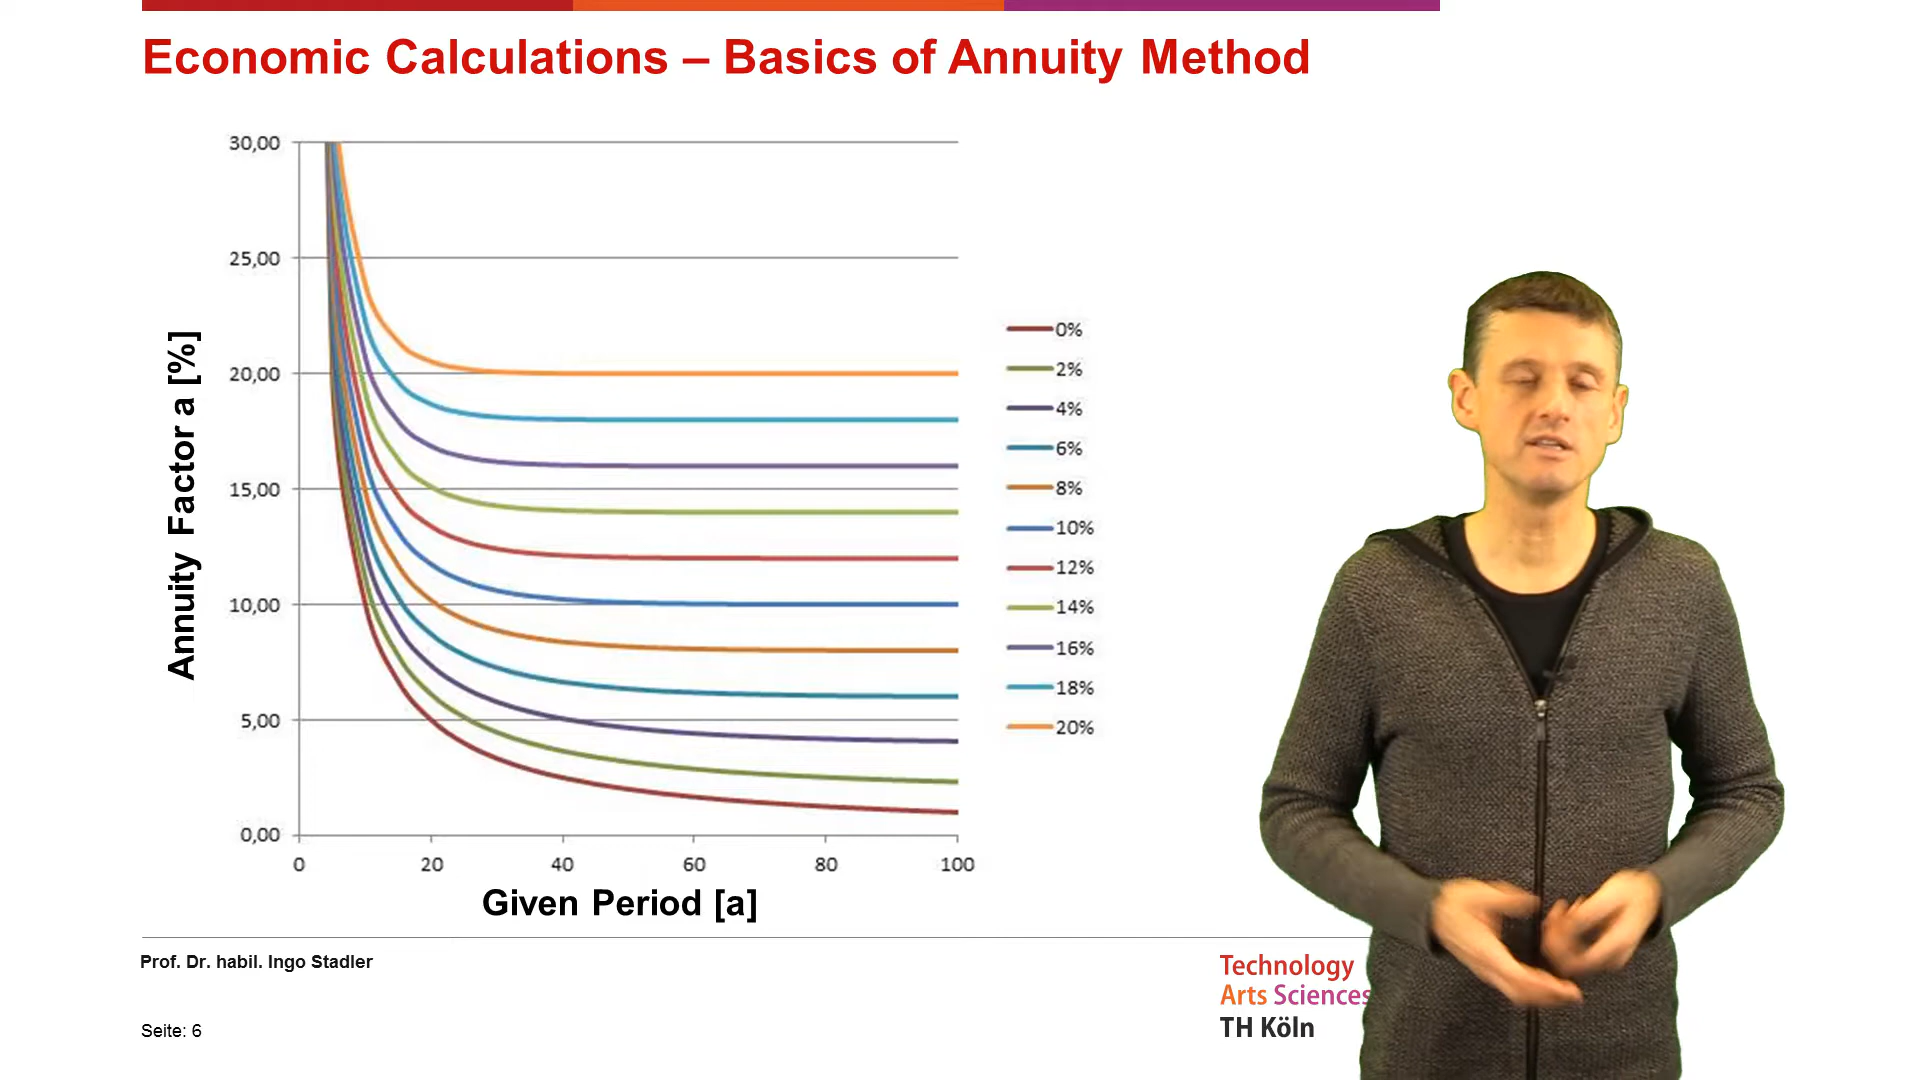 Economic Calculations – Basics of Annuity Method
30,00
25,00
20,00
15,00
10,00
5,00
0,00
Annuity Factor a [%]
0 20 40 60 80 100
Given Period [a]
0%
2%
4%
6%
8%
10%
12%
14%
16%
18%
20%
Prof. Dr. habil. Ingo Stadler
Seite: 6
Technology
Arts Sciences
TH Köln